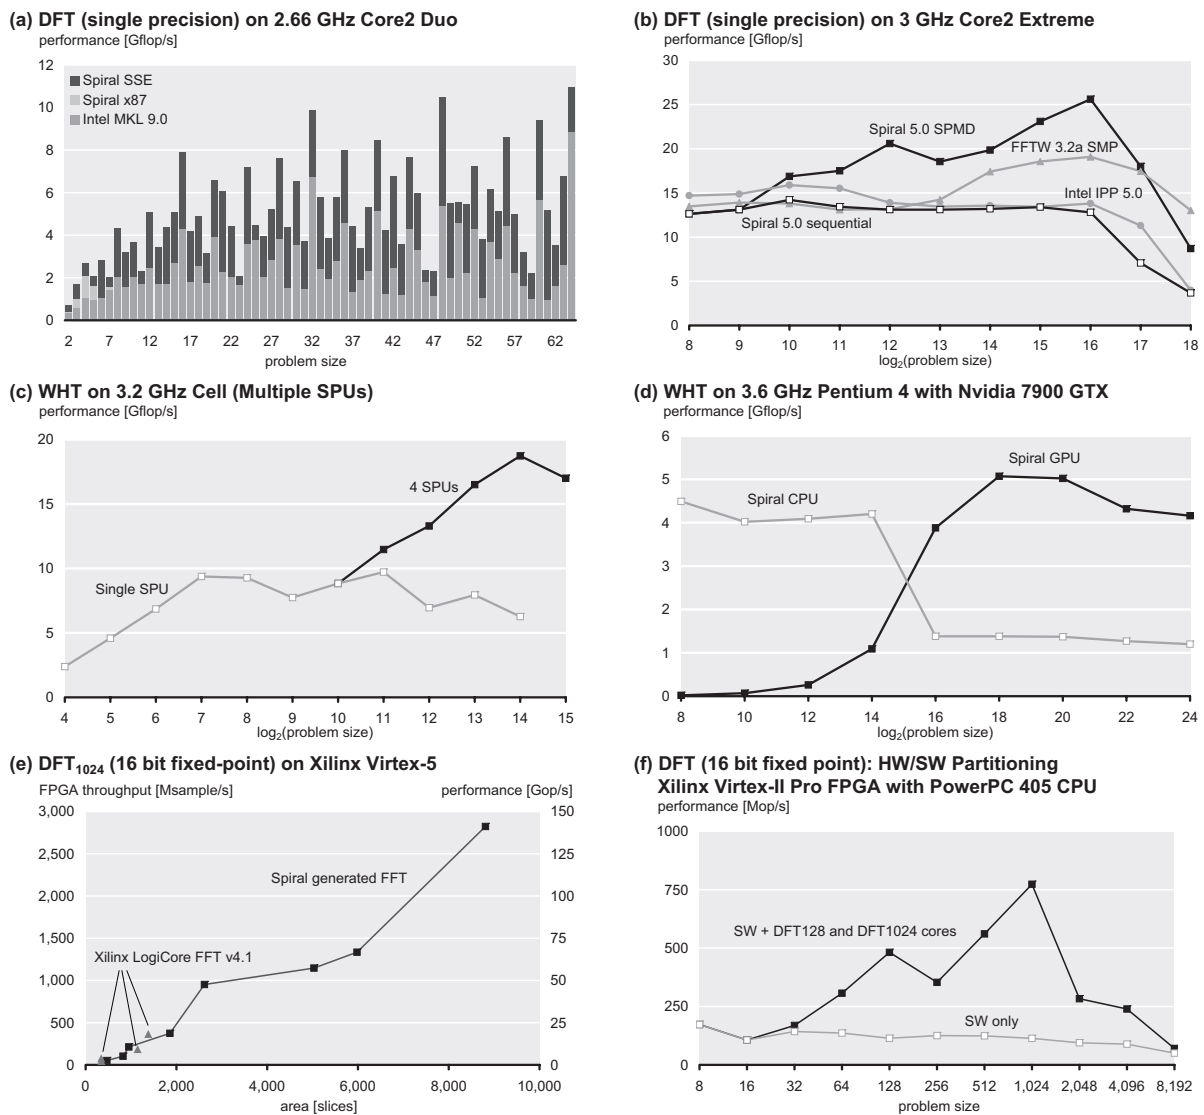 (a) DFT (single precision) on 2.66 GHz Core2 Duo
performance [Gflop/s]
12
10
8
6
4
2
0
Spiral SSE
Spiral x87
Intel MKL 9.0
2 7 12 17 22 27 32 37 42 47 52 57 62
problem size
(b) DFT (single precision) on 3 GHz Core2 Extreme
performance [Gflop/s]
30
25
20
15
10
5
0
Spiral 5.0 SPMD
FFTW 3.2a SMP
Intel IPP 5.0
Spiral 5.0 sequential
8 9 10 11 12 13 14 15 16 17 18
log2(problem size)
(c) WHT on 3.2 GHz Cell (Multiple SPUs)
performance [Gflop/s]
20
15
10
5
0
4 SPUs
Single SPU
4 5 6 7 8 9 10 11 12 13 14 15
log2(problem size)
(d) WHT on 3.6 GHz Pentium 4 with Nvidia 7900 GTX
performance [Gflop/s]
6
5
4
3
2
1
0
Spiral GPU
Spiral CPU
8 10 12 14 16 18 20 22 24
log2(problem size)
(e) DFT1024 (16 bit fixed-point) on Xilinx Virtex-5
FPGA throughput [Msample/s] performance [Gop/s]
3,000 150
2,500 125
2,000 100
1,500 75
1,000 50
500 25
0 0
Spiral generated FFT
Xilinx LogiCore FFT v4.1
0 2,000 4,000 6,000 8,000 10,000
area [slices]
(f) DFT (16 bit fixed point): HW/SW Partitioning
Xilinx Virtex-II Pro FPGA with PowerPC 405 CPU
performance [Mop/s]
1000
750
500
250
0
SW + DFT128 and DFT1024 cores
SW only
8 16 32 64 128 256 512 1,024 2,048 4,096 8,192
problem size